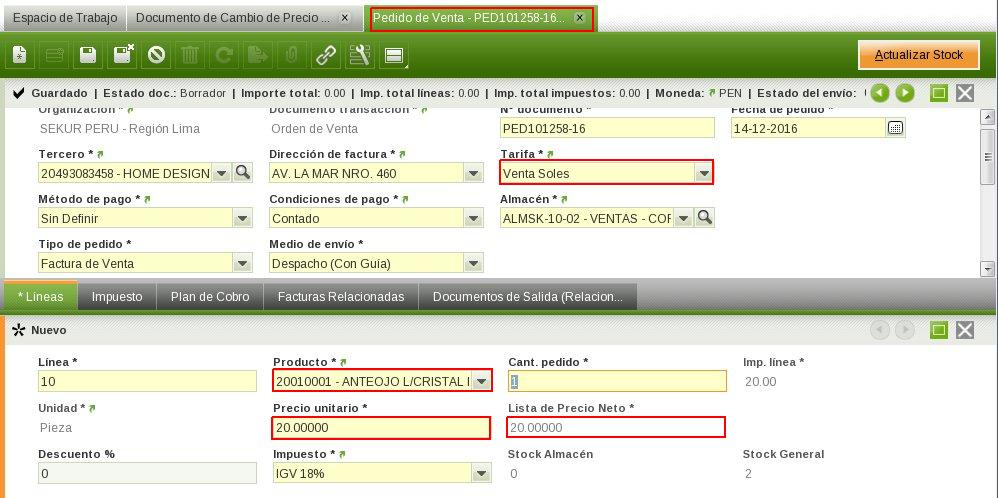 Espacio de Trabajo Documento de Cambio de Precio ... x Pedido de Venta - PED101258-16... x
Actualizar Stock
Guardado | Estado doc.: Borrador | Importe total: 0.00 | Imp. total líneas: 0.00 | Imp. total impuestos: 0.00 | Moneda: PEN | Estado del envío:
Organización * Documento transacción * Nº documento * Fecha de pedido *
SEKUR PERU - Región Lima Orden de Venta PED101258-16 14-12-2016
Tercero * Dirección de factura * Tarifa *
20493083458 - HOME DESIGN AV. LA MAR NRO. 460 Venta Soles
Método de pago * Condiciones de pago * Almacén *
Sin Definir Contado ALMSK-10-02 - VENTAS - COF
Tipo de pedido * Medio de envío *
Factura de Venta Despacho (Con Guía)
* Líneas Impuesto Plan de Cobro Facturas Relacionadas Documentos de Salida (Relacion...
Nuevo
Línea * Producto * Cant. pedido * Imp. línea *
10 20010001 - ANTEOJO L/CRISTAL I 1 20.00
Unidad * Precio unitario * Lista de Precio Neto *
Pieza 20.00000 20.00000
Descuento % Impuesto * Stock Almacén Stock General
0 IGV 18% 0 2